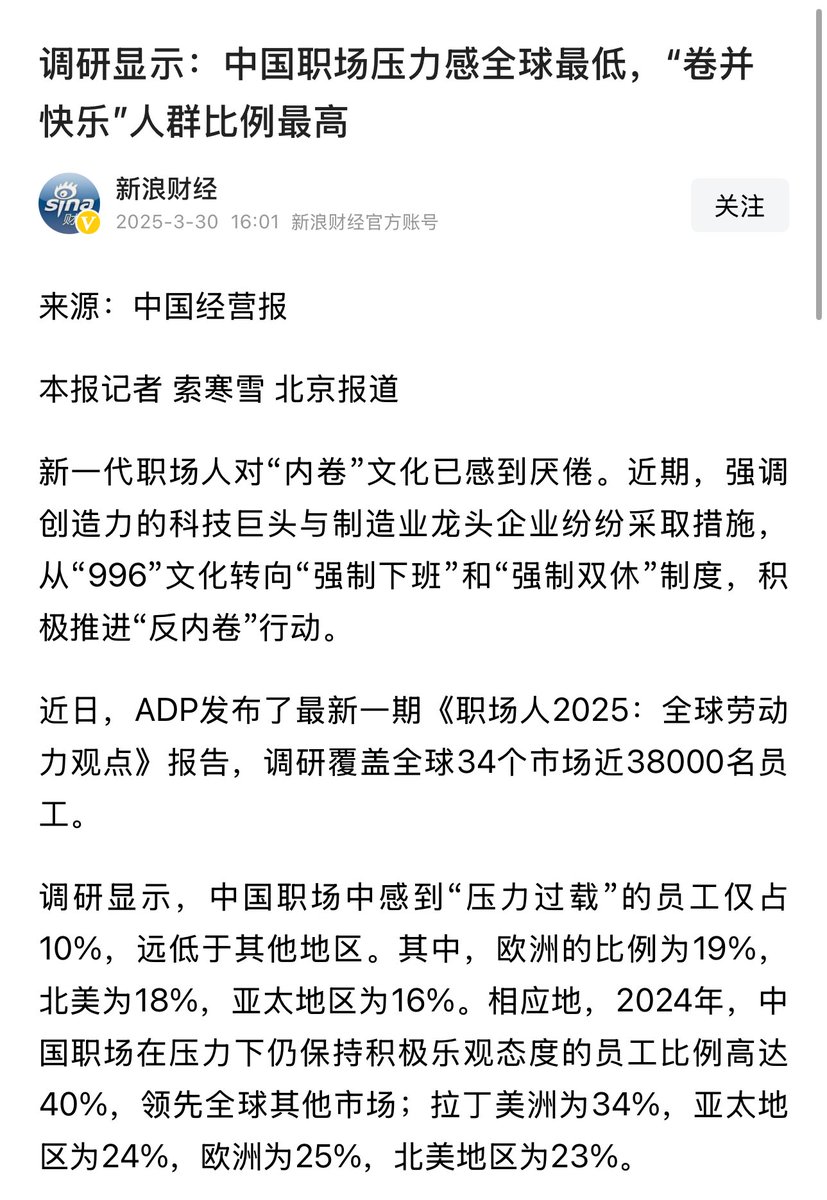 调研显示：中国职场压力感全球最低，“卷并
快乐”人群比例最高
sina
财
V
新浪财经
2025-3-30 16:01 新浪财经官方账号
关注
来源：中国经营报
本报记者 索寒雪 北京报道
新一代职场人对“内卷”文化已感到厌倦。近期，强调
创造力的科技巨头与制造业龙头企业纷纷采取措施，
从“996”文化转向“强制下班”和“强制双休”制度，积
极推进“反内卷”行动。
近日，ADP发布了最新一期《职场人2025：全球劳动
力观点》报告，调研覆盖全球34个市场近38000名员
工。
调研显示，中国职场中感到“压力过载”的员工仅占
10%，远低于其他地区。其中，欧洲的比例为19%，
北美为18%，亚太地区为16%。相应地，2024年，中
国职场在压力下仍保持积极乐观态度的员工比例高达
40%，领先全球其他市场；拉丁美洲为34%，亚太地
区为24%，欧洲为25%，北美地区为23%。